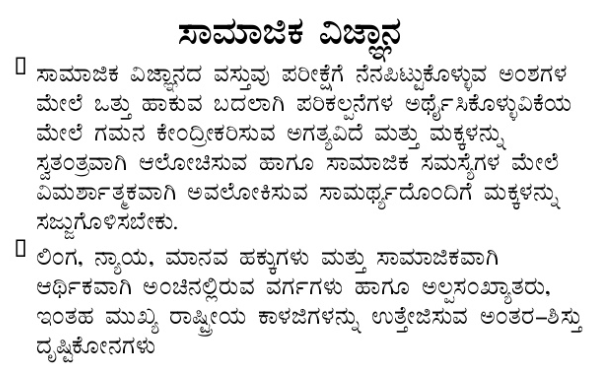 ಸಾಮಾಜಿಕ ವಿಜ್ಞಾನ
ಸಾಮಾಜಿಕ ವಿಜ್ಞಾನದ ವಸ್ತುವು ಪರೀಕ್ಷೆಗೆ ನೆನಪಿಟ್ಟುಕೊಳ್ಳುವ ಅಂಶಗಳ
ಮೇಲೆ ಒತ್ತು ಹಾಕುವ ಬದಲಾಗಿ ಪರಿಕಲ್ಪನೆಗಳ ಅರ್ಥೈಸಿಕೊಳ್ಳುವಿಕೆಯ
ಮೇಲೆ ಗಮನ ಕೇಂದ್ರೀಕರಿಸುವ ಅಗತ್ಯವಿದೆ ಮತ್ತು ಮಕ್ಕಳನ್ನು
ಸ್ವತಂತ್ರವಾಗಿ ಆಲೋಚಿಸುವ ಹಾಗೂ ಸಾಮಾಜಿಕ ಸಮಸ್ಯೆಗಳ ಮೇಲೆ
ವಿಮರ್ಶಾತ್ಮಕವಾಗಿ ಅವಲೋಕಿಸುವ ಸಾಮರ್ಥ್ಯದೊಂದಿಗೆ ಮಕ್ಕಳನ್ನು
ಸಜ್ಜುಗೊಳಿಸಬೇಕು.
ಲಿಂಗ, ನ್ಯಾಯ, ಮಾನವ ಹಕ್ಕುಗಳು ಮತ್ತು ಸಾಮಾಜಿಕವಾಗಿ
ಆರ್ಥಿಕವಾಗಿ ಅಂಚಿನಲ್ಲಿರುವ ವರ್ಗಗಳು ಹಾಗೂ ಅಲ್ಪಸಂಖ್ಯಾತರು,
ಇಂತಹ ಮುಖ್ಯ ರಾಷ್ಟ್ರೀಯ ಕಾಳಜಿಗಳನ್ನು ಉತ್ತೇಜಿಸುವ ಅಂತರ–ಶಿಸ್ತು
ದೃಷ್ಟಿಕೋನಗಳು